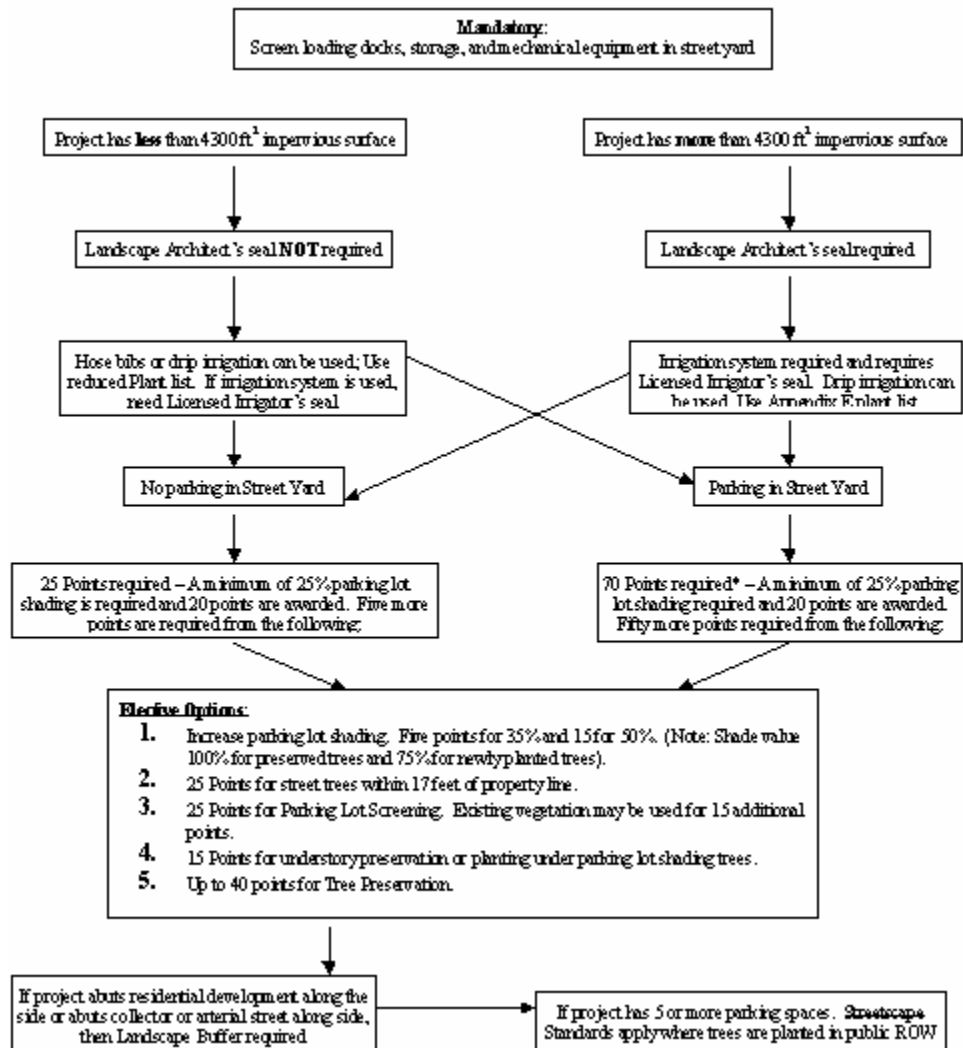 Mandatory:
Screen loading docks, storage, and mechanical equipment in street yard
Project has less than 4300 ft² impervious surface
Project has more than 4300 ft² impervious surface
Landscape Architect's seal NOT required
Landscape Architect's seal required
Hose bibs or drip irrigation can be used; Use
reduced Plant list. If irrigation system is used,
need Licensed Irrigator's seal
Irrigation system required and requires
Licensed Irrigator's seal. Drip irrigation can
be used. Use Appendix E plant list
No parking in Street Yard
Parking in Street Yard
25 Points required – A minimum of 25% parking lot
shading is required and 20 points are awarded. Five more
points are required from the following;
70 Points required* – A minimum of 25% parking
lot shading required and 20 points are awarded.
Fifty more points required from the following;
Elective Options:
1. Increase parking lot shading. Five points for 35% and 15 for 50%. (Note: Shade value
100% for preserved trees and 75% for newly planted trees).
2. 25 Points for street trees within 17 feet of property line.
3. 25 Points for Parking Lot Screening. Existing vegetation may be used for 15 additional
points.
4. 15 Points for understory preservation or planting under parking lot shading trees.
5. Up to 40 points for Tree Preservation.
If project abuts residential development along the
side or abuts collector or arterial street along side,
then Landscape Buffer required
If project has 5 or more parking spaces. Streetscape
Standards apply where trees are planted in public ROW